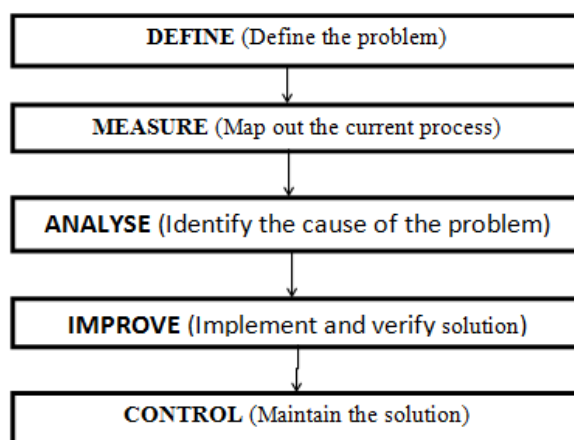 DEFINE (Define the problem)
MEASURE (Map out the current process)
ANALYSE (Identify the cause of the problem)
IMPROVE (Implement and verify solution)
CONTROL (Maintain the solution)